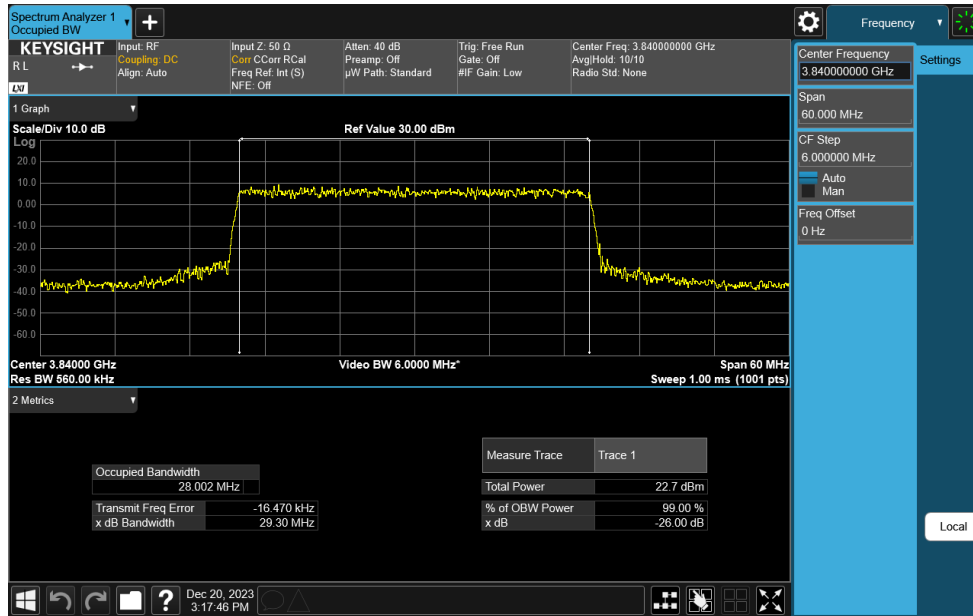 Spectrum Analyzer 1
Occupied BW
Frequency
KEYSIGHT
R L
LXI
Input: RF
Coupling: DC
Align: Auto
Input Z: 50 Ω
Corr CCorr RCal
Freq Ref: Int (S)
NFE: Off
Atten: 40 dB
Preamp: Off
µW Path: Standard
Trig: Free Run
Gate: Off
#IF Gain: Low
Center Freq: 3.840000000 GHz
Avg|Hold: 10/10
Radio Std: None
Center Frequency
3.840000000 GHz
Settings
Span
60.000 MHz
CF Step
6.000000 MHz
Auto
Man
Freq Offset
0 Hz
Local
1 Graph
Scale/Div 10.0 dB
Ref Value 30.00 dBm
Log
20.0
10.0
0.00
-10.0
-20.0
-30.0
-40.0
-50.0
-60.0
Center 3.84000 GHz
Video BW 6.0000 MHz*
Span 60 MHz
Res BW 560.00 kHz
Sweep 1.00 ms (1001 pts)
2 Metrics
Occupied Bandwidth
28.002 MHz
Transmit Freq Error -16.470 kHz
x dB Bandwidth 29.30 MHz
Measure Trace Trace 1
Total Power 22.7 dBm
% of OBW Power 99.00 %
x dB -26.00 dB
?
Dec 20, 2023
3:17:46 PM